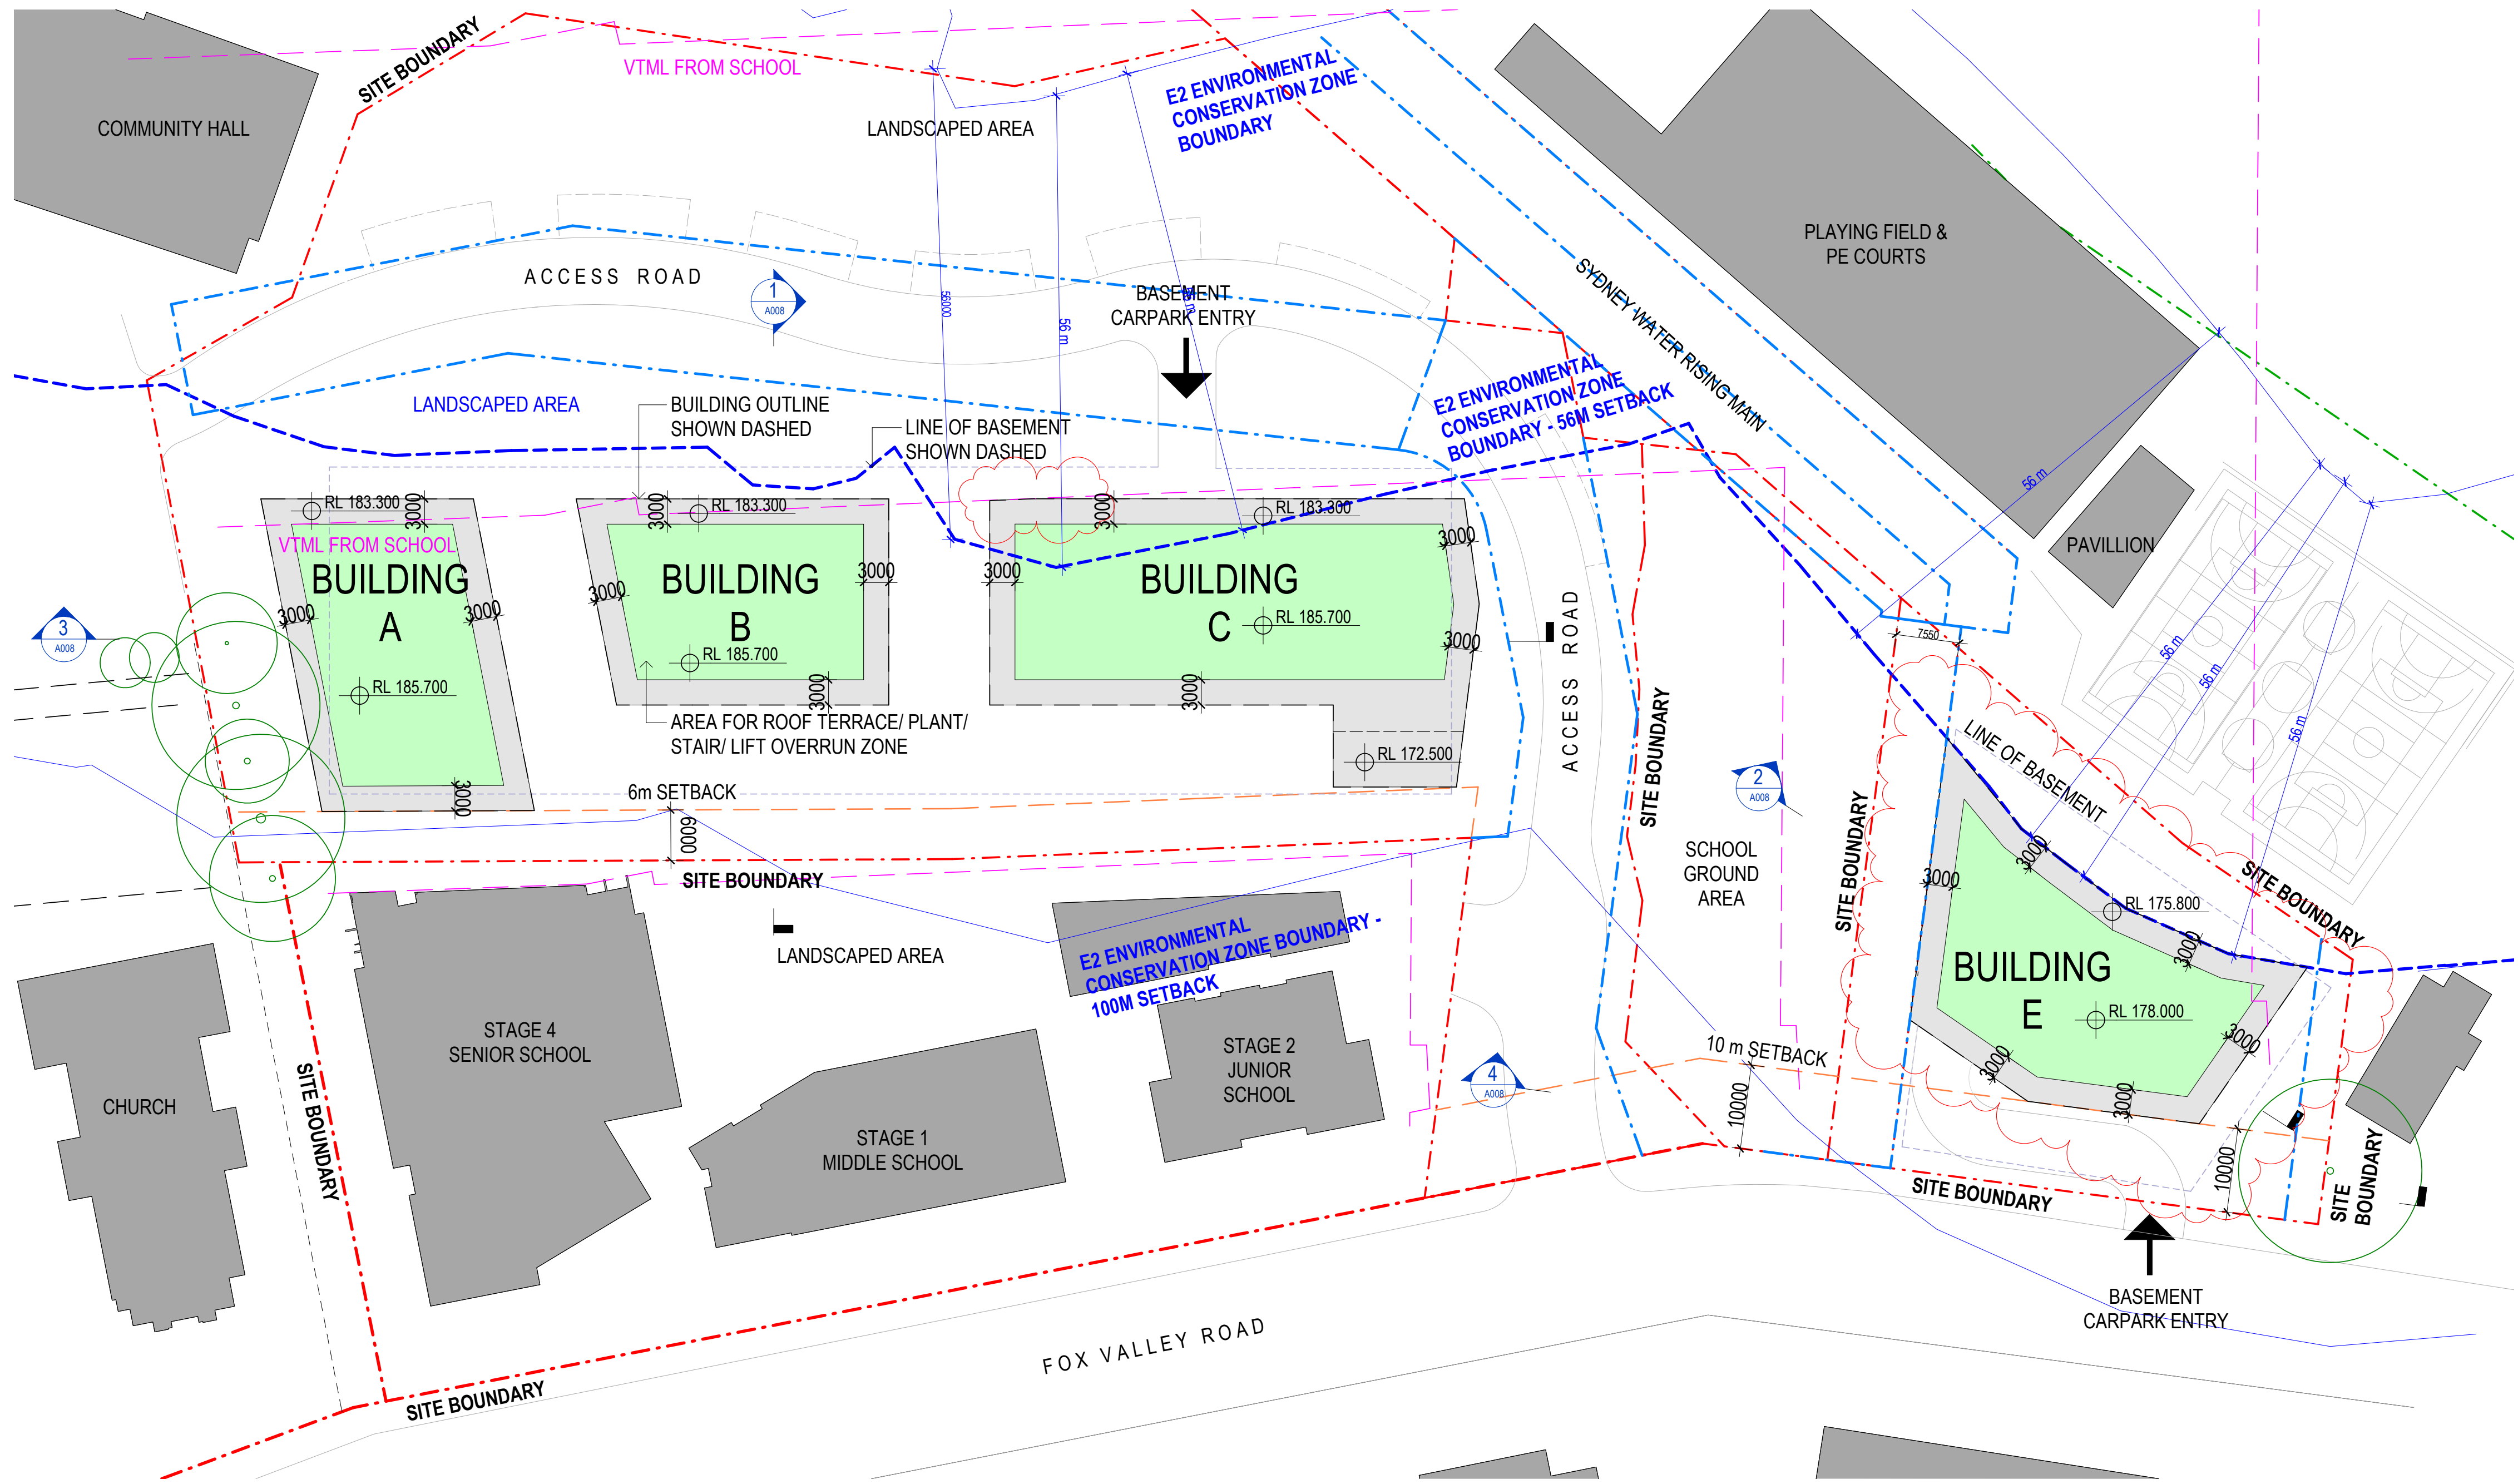 SITE BOUNDARY
VTML FROM SCHOOL
E2 ENVIRONMENTAL
CONSERVATION ZONE
BOUNDARY
COMMUNITY HALL
LANDSCAPED AREA
PLAYING FIELD &
PE COURTS
ACCESS ROAD
1
A008
56000
56 m
BASEMENT
CARPARK ENTRY
SYDNEY WATER RISING MAIN
E2 ENVIRONMENTAL
CONSERVATION ZONE
BOUNDARY - 56M SETBACK
LANDSCAPED AREA
BUILDING OUTLINE
SHOWN DASHED
LINE OF BASEMENT
SHOWN DASHED
56 m
PAVILLION
RL 183.300
3000
3000
RL 183.300
3000
RL 183.300
3000
VTML FROM SCHOOL
BUILDING
A
3000
3000
RL 185.700
3000
BUILDING
B
3000
3000
RL 185.700
3000
BUILDING
C
3000
RL 185.700
3000
3000
RL 172.500
3
A008
AREA FOR ROOF TERRACE/ PLANT/
STAIR/ LIFT OVERRUN ZONE
6m SETBACK
6000
SITE BOUNDARY
ACCESS ROAD
SITE BOUNDARY
7550
56 m
56 m
56 m
2
A008
LINE OF BASEMENT
SCHOOL
GROUND
AREA
SITE BOUNDARY
3000
3000
SITE BOUNDARY
RL 175.800
3000
BUILDING
E
RL 178.000
3000
3000
3000
LANDSCAPED AREA
E2 ENVIRONMENTAL
CONSERVATION ZONE BOUNDARY -
100M SETBACK
STAGE 4
SENIOR SCHOOL
STAGE 2
JUNIOR
SCHOOL
STAGE 1
MIDDLE SCHOOL
CHURCH
SITE BOUNDARY
4
A008
10 m SETBACK
10000
10000
SITE BOUNDARY
SITE
BOUNDARY
BASEMENT
CARPARK ENTRY
FOX VALLEY ROAD
SITE BOUNDARY